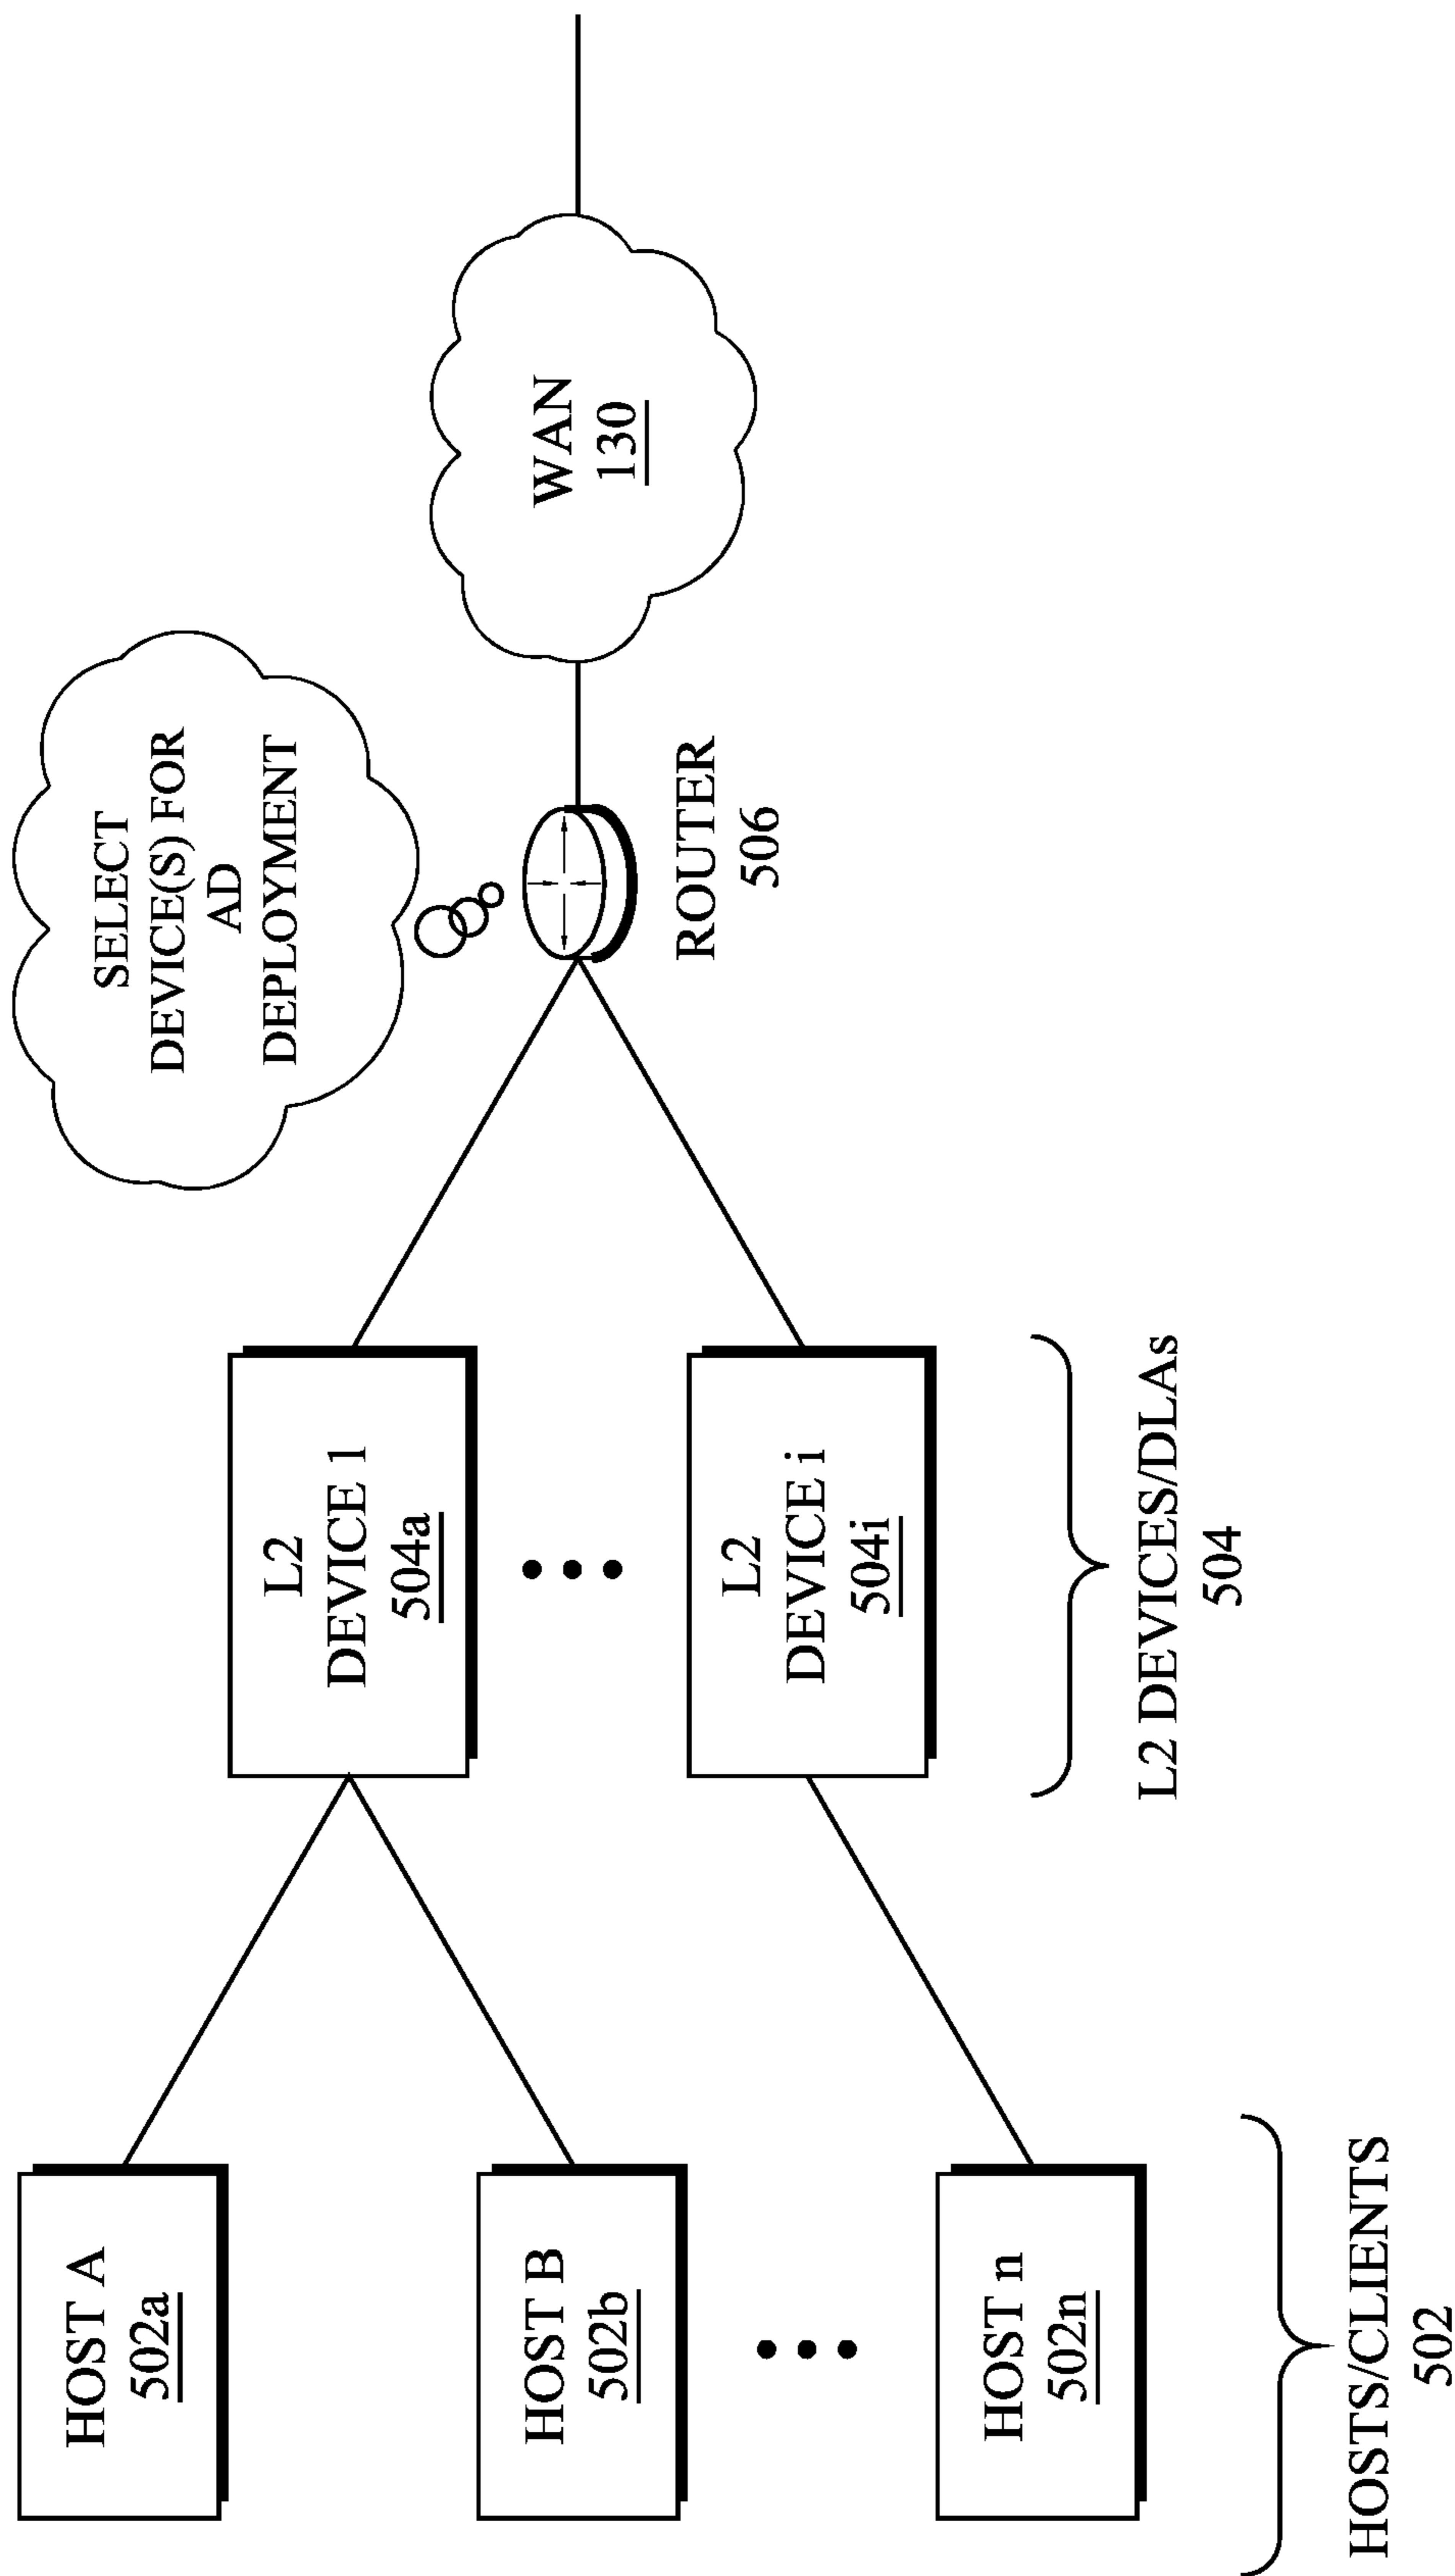 HOST A
502a
HOST B
502b
HOST n
502n
HOSTS/CLIENTS
502
L2
DEVICE 1
504a
L2
DEVICE i
504i
L2 DEVICES/DLAs
504
SELECT
DEVICE(S) FOR
AD
DEPLOYMENT
ROUTER
506
WAN
130